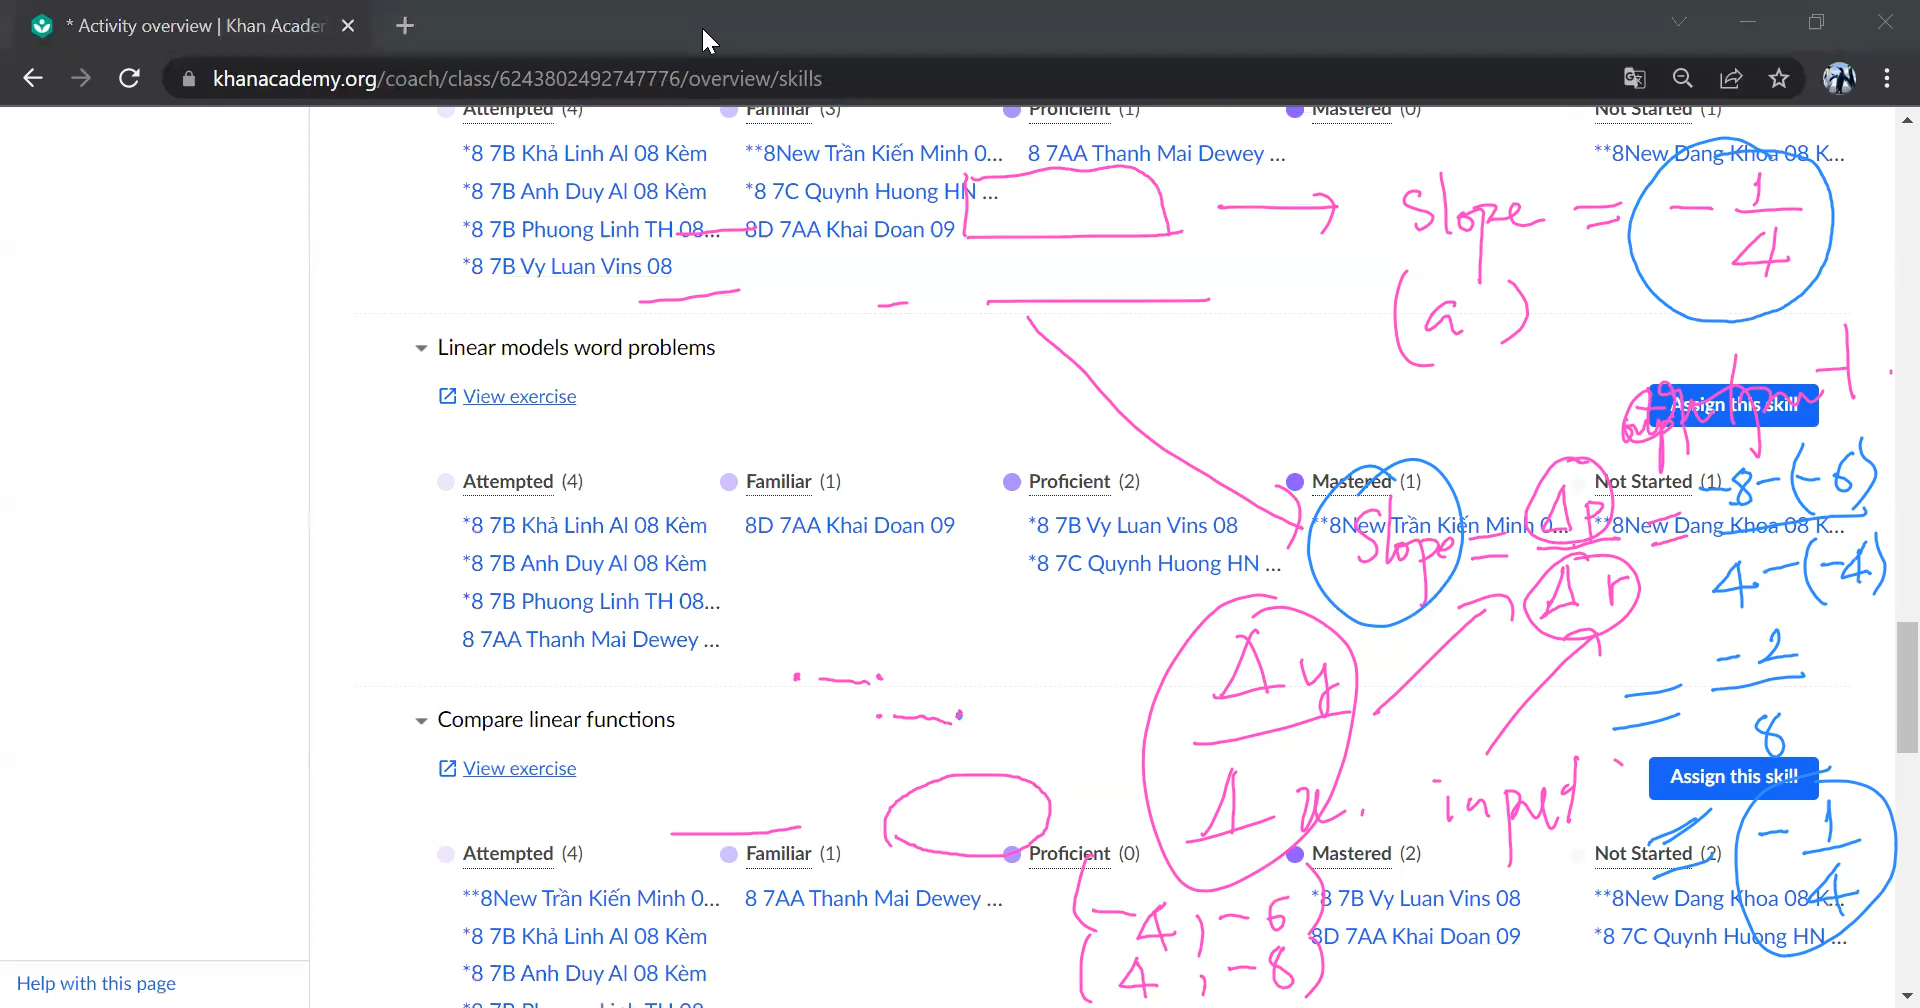 * Activity overview | Khan Acader
khanacademy.org/coach/class/6243802492747776/overview/skills
Attempted (4) Familiar (3) Proficient (1) Mastered (0) Not Started (1)
*8 7B Khả Linh Al 08 Kèm **8New Trần Kiến Minh 0... 8 7AA Thanh Mai Dewey ... **8New Dang Khoa 08 K...
*8 7B Anh Duy Al 08 Kèm *8 7C Quynh Huong HN ...
*8 7B Phuong Linh TH 08... 8D 7AA Khai Doan 09
*8 7B Vy Luan Vins 08
slope = - 1/4
(a)
Linear models word problems
View exercise
Assign this skill
Attempted (4) Familiar (1) Proficient (2) Mastered (1) Not Started (1)
*8 7B Khả Linh Al 08 Kèm 8D 7AA Khai Doan 09 *8 7B Vy Luan Vins 08 **8New Trần Kiến Minh 0... **8New Dang Khoa 08 K...
*8 7B Anh Duy Al 08 Kèm *8 7C Quynh Huong HN ...
*8 7B Phuong Linh TH 08...
8 7AA Thanh Mai Dewey ...
Slope = Δp/Δr = -8-(-6)/4-(-4)
= -2/8
Δy/Δx
input
= -1/4
Compare linear functions
View exercise
Assign this skill
Attempted (4) Familiar (1) Proficient (0) Mastered (2) Not Started (2)
**8New Trần Kiến Minh 0... 8 7AA Thanh Mai Dewey ... *8 7B Vy Luan Vins 08 **8New Dang Khoa 08 K...
*8 7B Khả Linh Al 08 Kèm 8D 7AA Khai Doan 09 *8 7C Quynh Huong HN ...
*8 7B Anh Duy Al 08 Kèm
(-4; -6)
(4; -8)
Help with this page